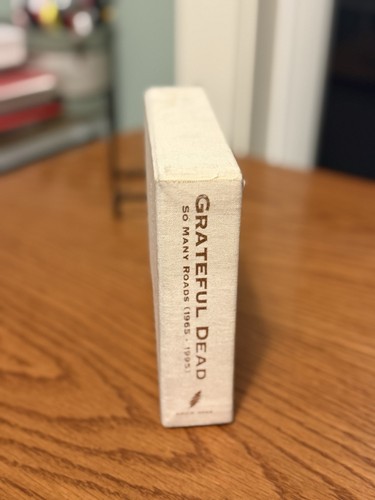 GRATEFUL DEAD
SO MANY ROADS (1965 - 1995)